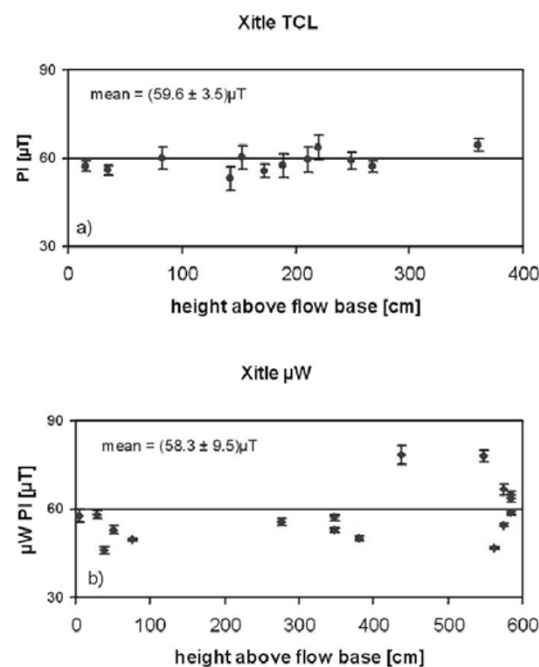 Xitle TCL
90
mean = (59.6 ± 3.5)µT
PI [µT]
60
a)
30
0 100 200 300 400
height above flow base [cm]
Xitle µW
90
mean = (58.3 ± 9.5)µT
µW PI [µT]
60
b)
30
0 100 200 300 400 500 600
height above flow base [cm]